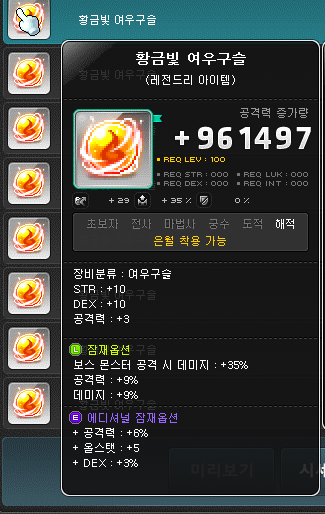 황금빛 여우구슬
황금빛 여우구슬
(레전드리 아이템)
공격력 증가량
+961497
REQ LEV : 100
REQ STR : 000 REQ LUK : 000
REQ DEX : 000 REQ INT : 000
+ 29 + 35 % 0 %
초보자 전사 마법사 궁수 도적 해적
은월 착용 가능
장비분류 : 여우구슬
STR : +10
DEX : +10
공격력 : +3
L 잠재옵션
보스 몬스터 공격 시 데미지 : +35%
공격력 : +9%
데미지 : +9%
E 에디셔널 잠재옵션
+ 공격력 : +6%
+ 올스탯 : +5
+ DEX : +3%
미리보기